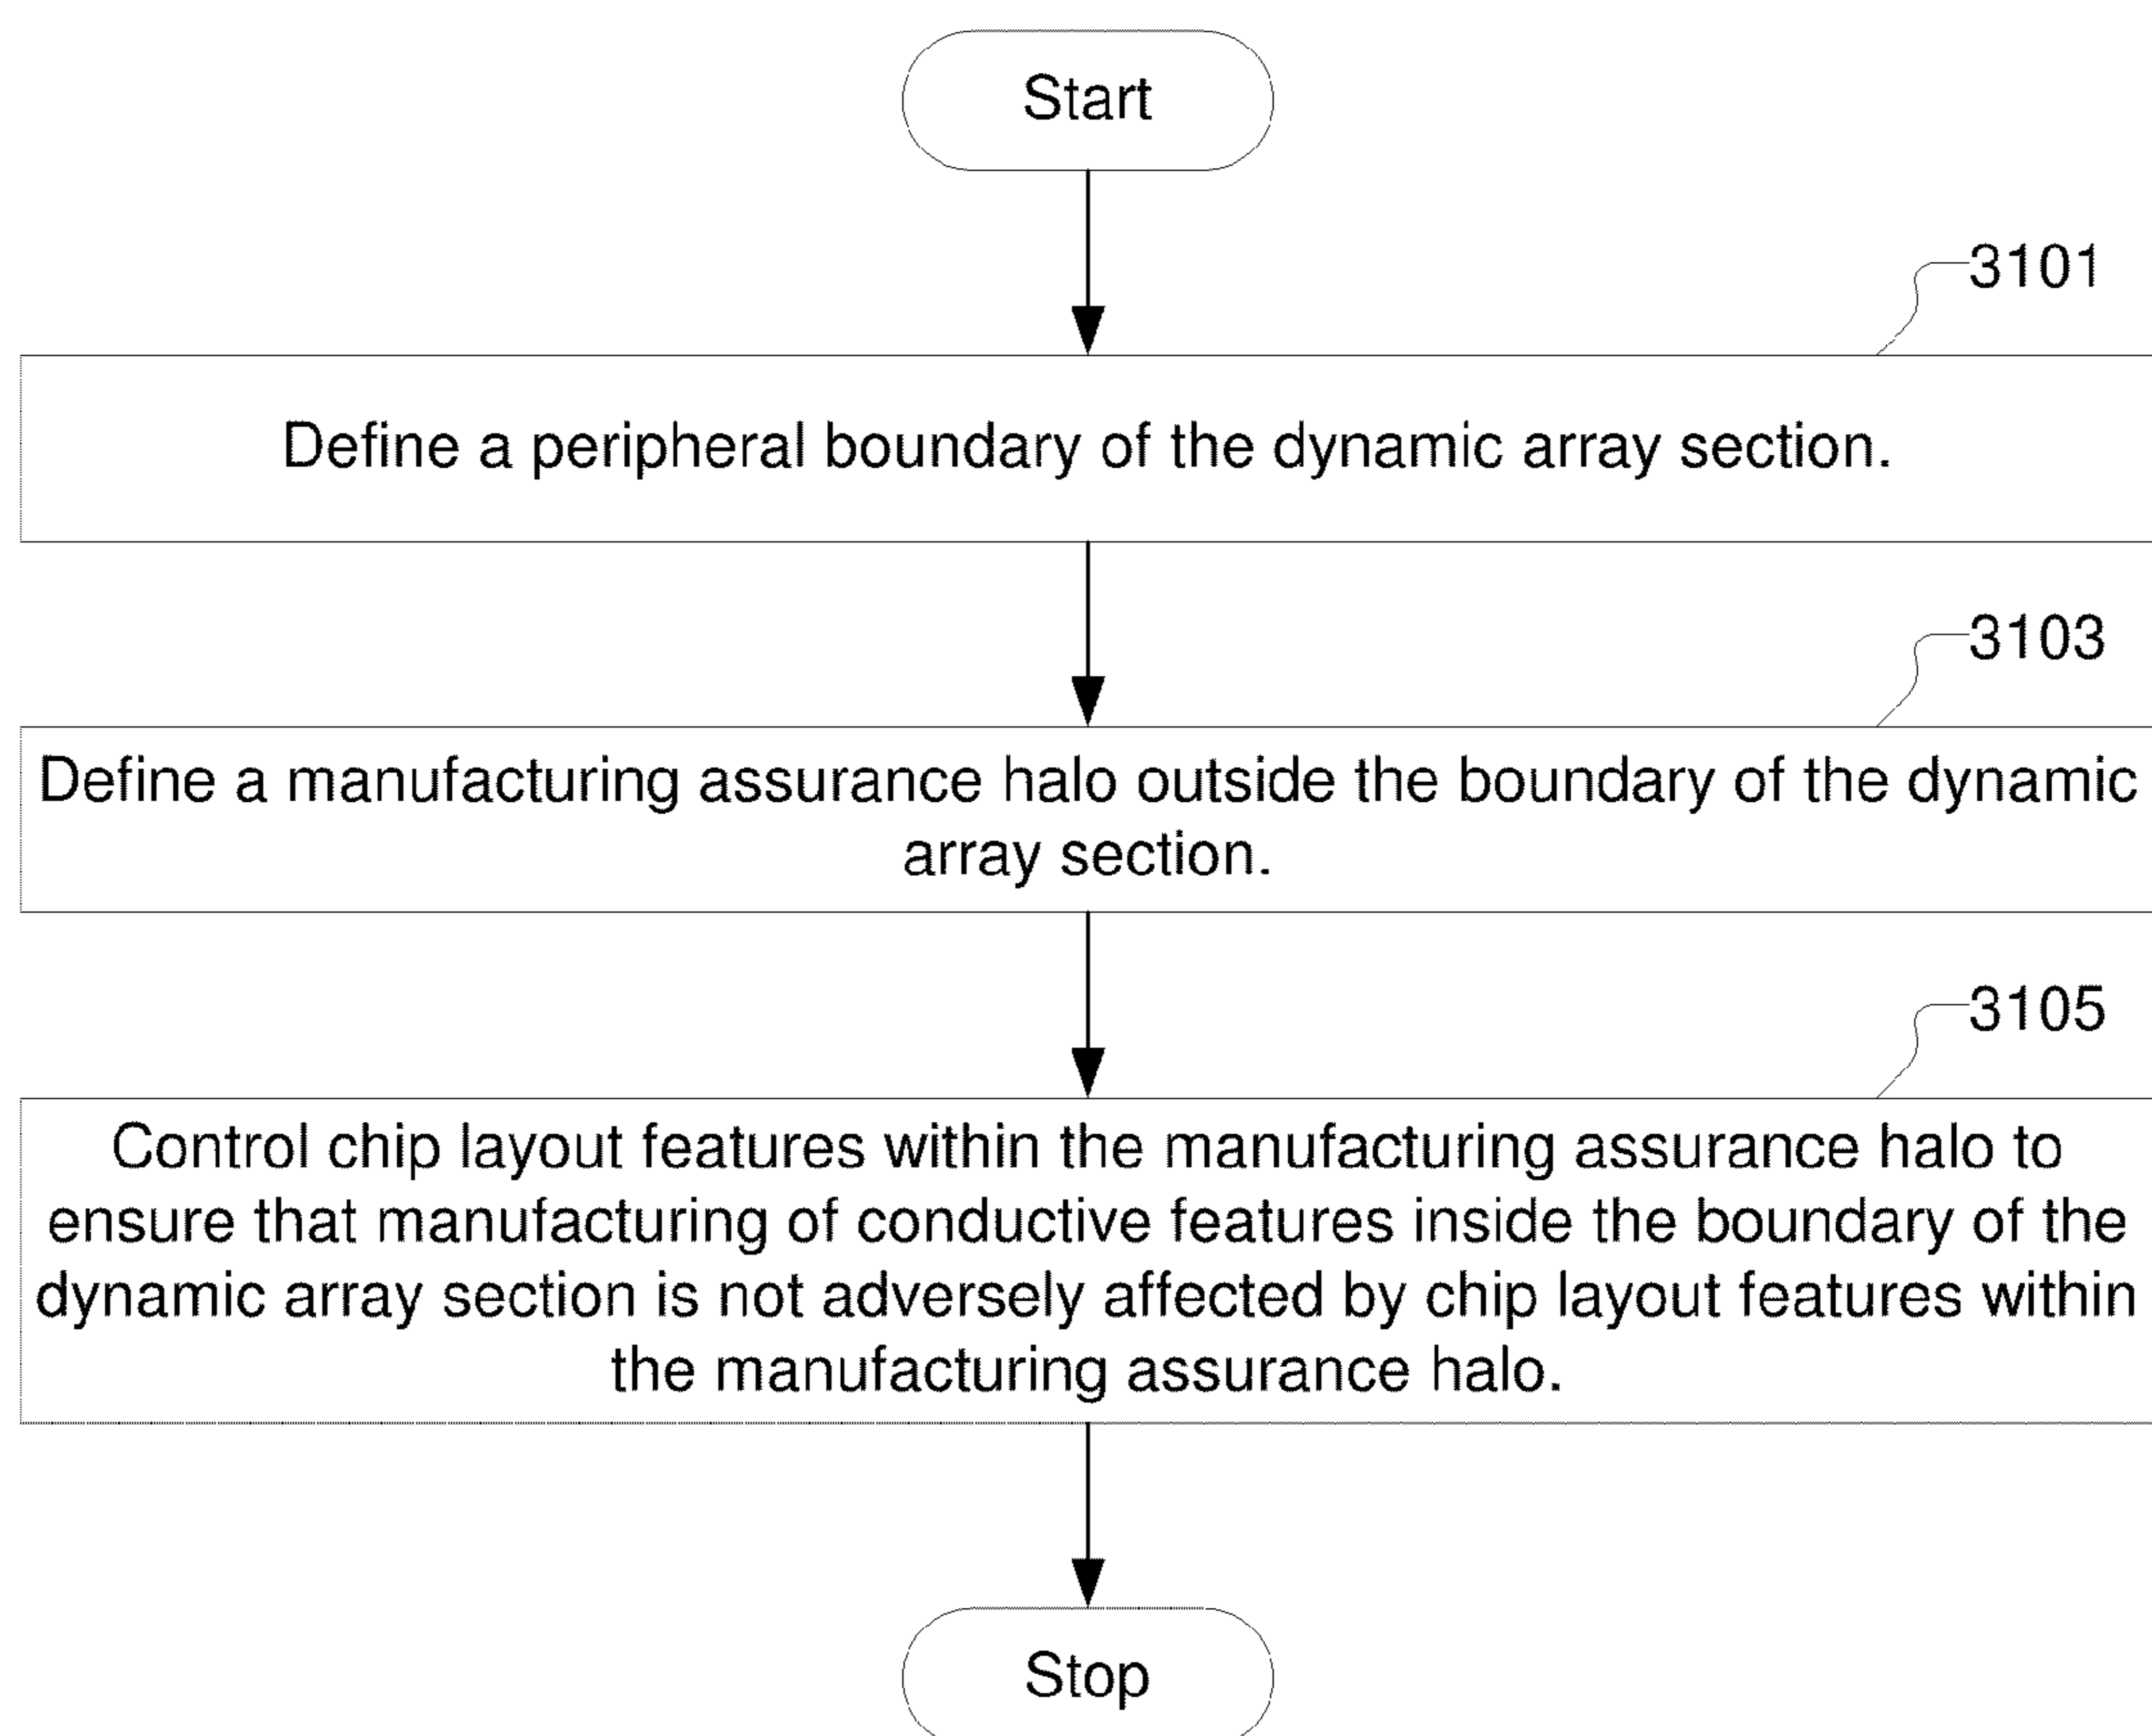 Start
3101
Define a peripheral boundary of the dynamic array section.
3103
Define a manufacturing assurance halo outside the boundary of the dynamic
array section.
3105
Control chip layout features within the manufacturing assurance halo to
ensure that manufacturing of conductive features inside the boundary of the
dynamic array section is not adversely affected by chip layout features within
the manufacturing assurance halo.
Stop